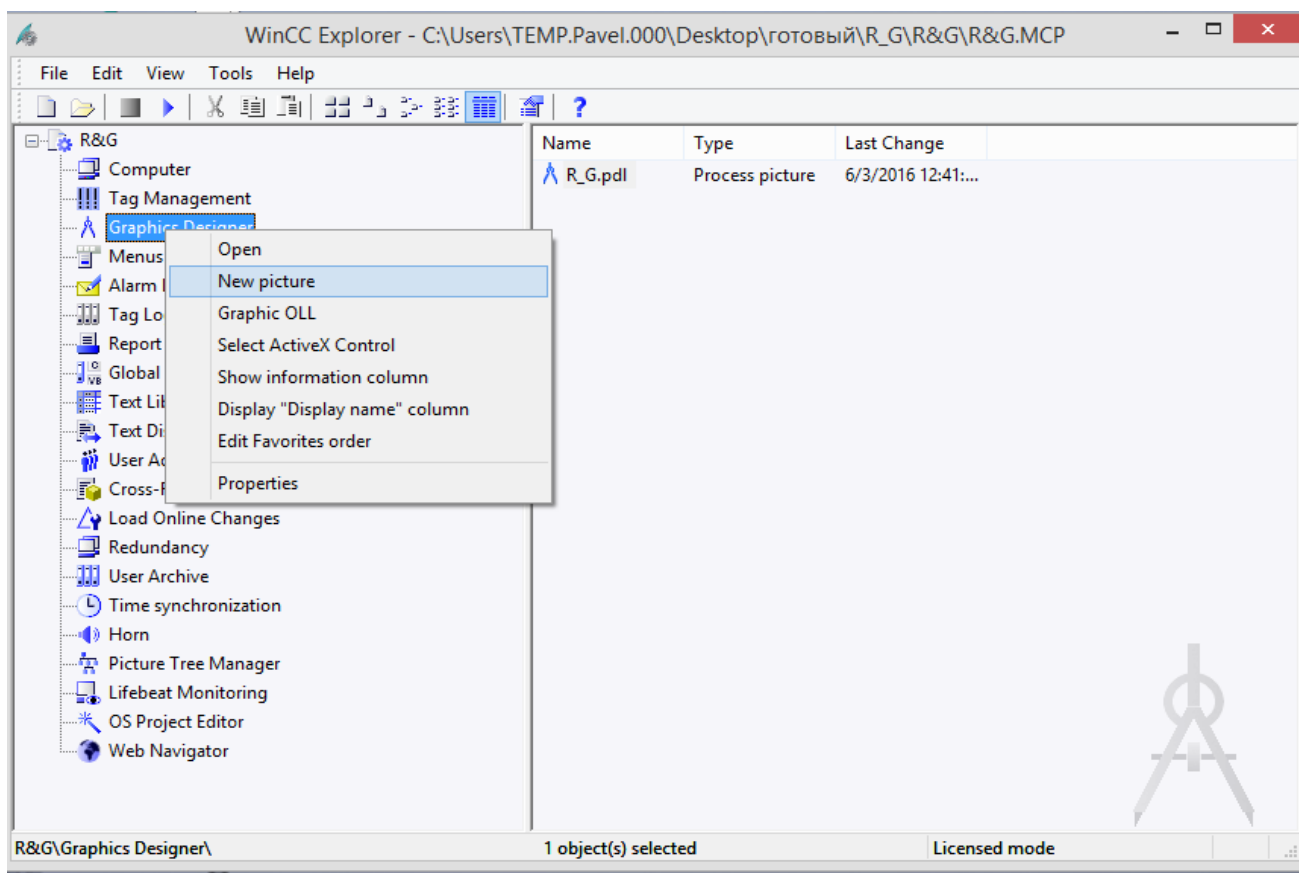 WinCC Explorer - C:\Users\TEMP.Pavel.000\Desktop\готовый\R_G\R&G\R&G.MCP
File Edit View Tools Help
R&G
Computer
Tag Management
Graphics Designer
Menus
Alarm
Tag Lo
Report
Global
Text Lib
Text Di
User Ac
Cross-
Load Online Changes
Redundancy
User Archive
Time synchronization
Horn
Picture Tree Manager
Lifebeat Monitoring
OS Project Editor
Web Navigator
Open
New picture
Graphic OLL
Select ActiveX Control
Show information column
Display "Display name" column
Edit Favorites order
Properties
Name Type Last Change
R_G.pdl Process picture 6/3/2016 12:41:...
R&G\Graphics Designer\ 1 object(s) selected Licensed mode